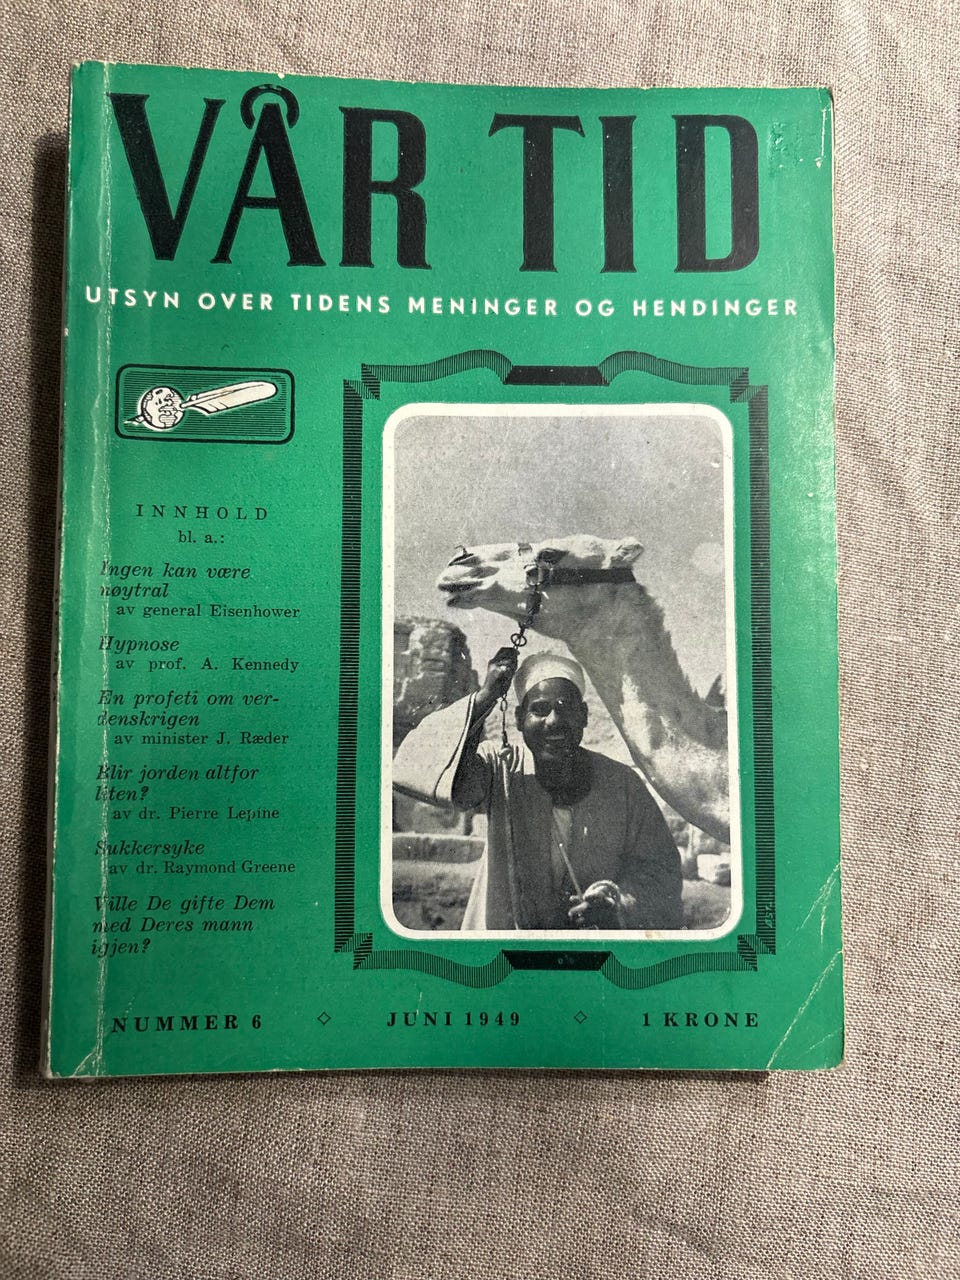 VÅR TID
UTSYN OVER TIDENS MENINGER OG HENDINGER
INNHOLD
bl. a.:
Ingen kan være
nøytral
av general Eisenhower
Hypnose
av prof. A. Kennedy
En profeti om ver-
denskrigen
av minister J. Ræder
Blir jorden altfor
liten?
av dr. Pierre Lepine
Sukkersyke
av dr. Raymond Greene
Ville De gifte Dem
med Deres mann
igjen?
NUMMER 6 ◇ JUNI 1949 ◇ 1 KRONE